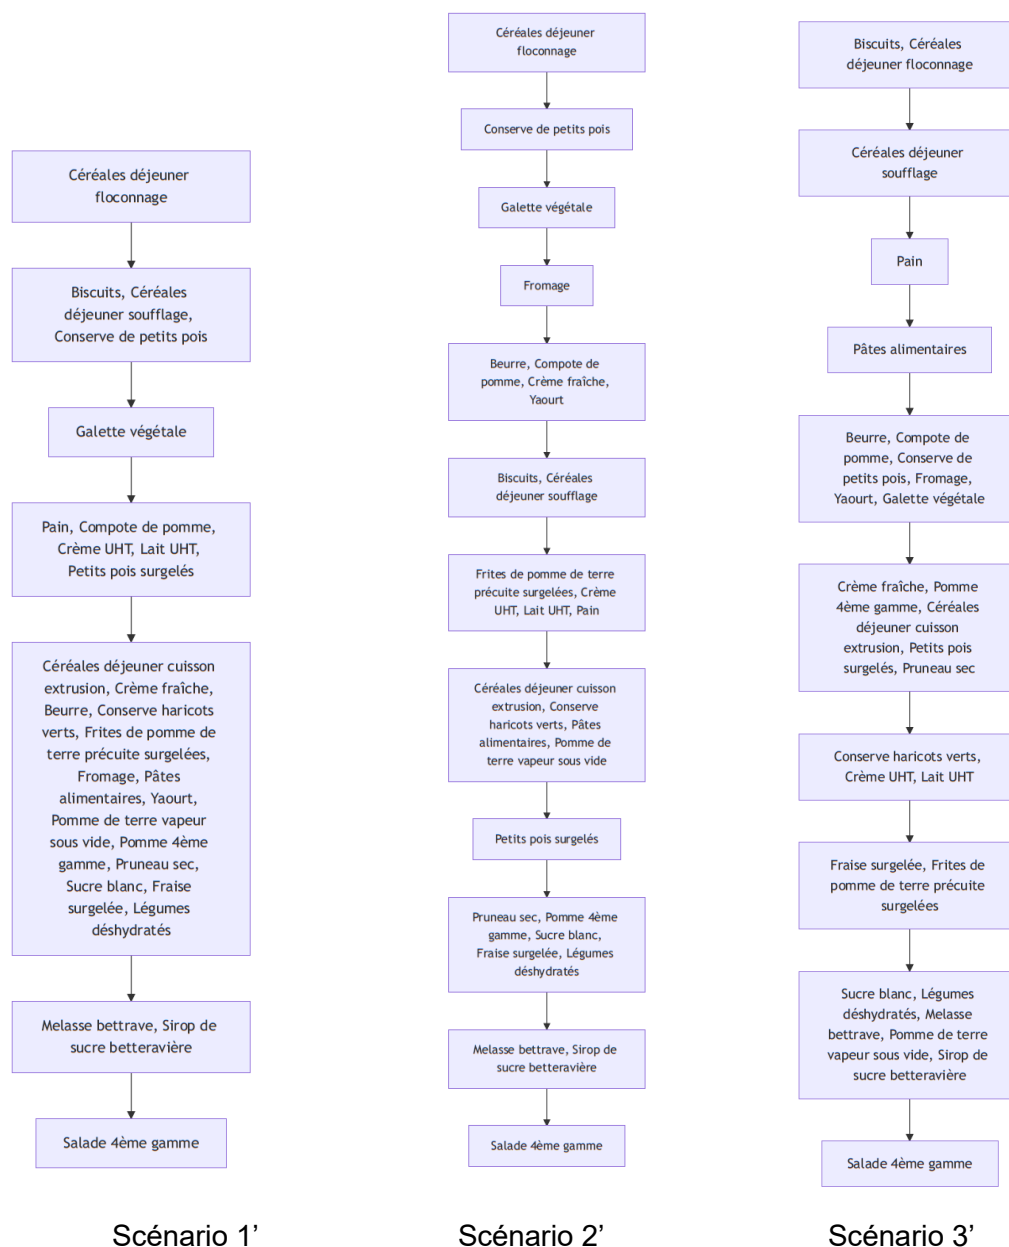 Céréales déjeuner
floconnage
Biscuits, Céréales
déjeuner soufflage,
Conserve de petits pois
Galette végétale
Pain, Compote de pomme,
Crème UHT, Lait UHT,
Petits pois surgelés
Céréales déjeuner cuisson
extrusion, Crème fraîche,
Beurre, Conserve haricots
verts, Frites de pomme de
terre précuite surgelées,
Fromage, Pâtes
alimentaires, Yaourt,
Pomme de terre vapeur
sous vide, Pomme 4ème
gamme, Pruneau sec,
Sucre blanc, Fraise
surgelée, Légumes
déshydratés
Melasse bettrave, Sirop de
sucre betteravière
Salade 4ème gamme
Scénario 1’
Céréales déjeuner
floconnage
Conserve de petits pois
Galette végétale
Fromage
Beurre, Compote de
pomme, Crème fraîche,
Yaourt
Biscuits, Céréales
déjeuner soufflage
Frites de pomme de terre
précuite surgelées, Crème
UHT, Lait UHT, Pain
Céréales déjeuner cuisson
extrusion, Conserve
haricots verts, Pâtes
alimentaires, Pomme de
terre vapeur sous vide
Petits pois surgelés
Pruneau sec, Pomme 4ème
gamme, Sucre blanc,
Fraise surgelée, Légumes
déshydratés
Melasse bettrave, Sirop de
sucre betteravière
Salade 4ème gamme
Scénario 2’
Biscuits, Céréales
déjeuner floconnage
Céréales déjeuner
soufflage
Pain
Pâtes alimentaires
Beurre, Compote de
pomme, Conserve de
petits pois, Fromage,
Yaourt, Galette végétale
Crème fraîche, Pomme
4ème gamme, Céréales
déjeuner cuisson
extrusion, Petits pois
surgelés, Pruneau sec
Conserve haricots verts,
Crème UHT, Lait UHT
Fraise surgelée, Frites de
pomme de terre précuite
surgelées
Sucre blanc, Légumes
déshydratés, Melasse
bettrave, Pomme de terre
vapeur sous vide, Sirop de
sucre betteravière
Salade 4ème gamme
Scénario 3’